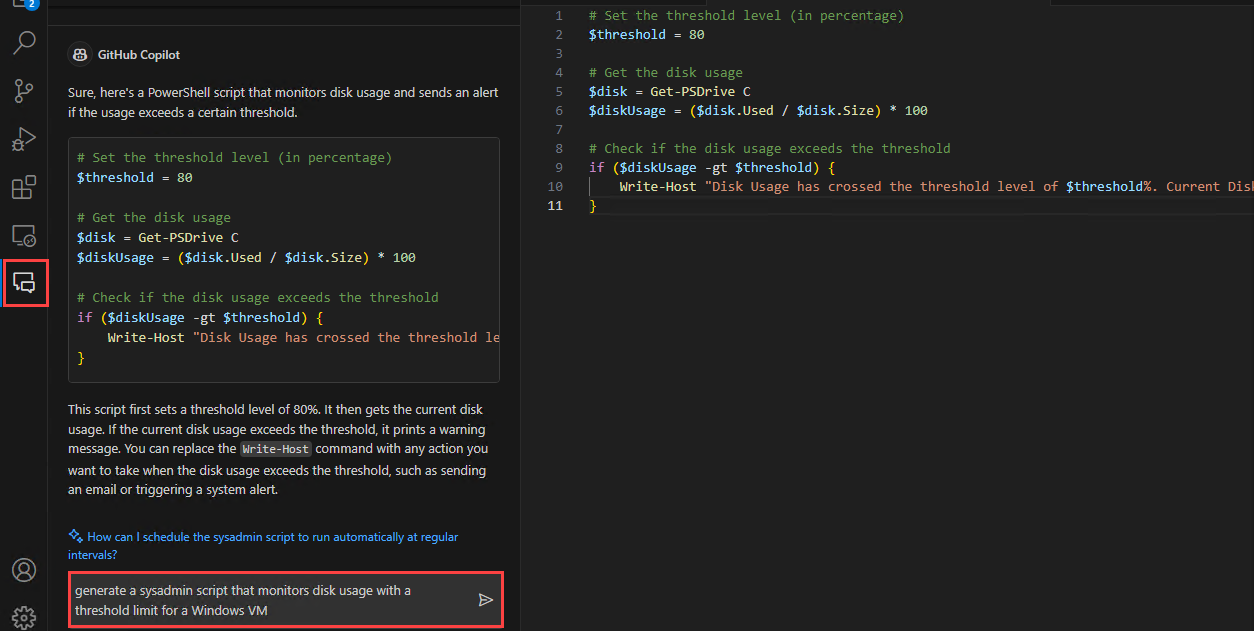 2
GitHub Copilot
Sure, here's a PowerShell script that monitors disk usage and sends an alert
if the usage exceeds a certain threshold.
# Set the threshold level (in percentage)
$threshold = 80
# Get the disk usage
$disk = Get-PSDrive C
$diskUsage = ($disk.Used / $disk.Size) * 100
# Check if the disk usage exceeds the threshold
if ($diskUsage -gt $threshold) {
Write-Host "Disk Usage has crossed the threshold le
}
This script first sets a threshold level of 80%. It then gets the current disk
usage. If the current disk usage exceeds the threshold, it prints a warning
message. You can replace the Write-Host command with any action you
want to take when the disk usage exceeds the threshold, such as sending
an email or triggering a system alert.
How can I schedule the sysadmin script to run automatically at regular
intervals?
generate a sysadmin script that monitors disk usage with a
threshold limit for a Windows VM
1 # Set the threshold level (in percentage)
2 $threshold = 80
3
4 # Get the disk usage
5 $disk = Get-PSDrive C
6 $diskUsage = ($disk.Used / $disk.Size) * 100
7
8 # Check if the disk usage exceeds the threshold
9 if ($diskUsage -gt $threshold) {
10 Write-Host "Disk Usage has crossed the threshold level of $threshold%. Current Disk
11 }